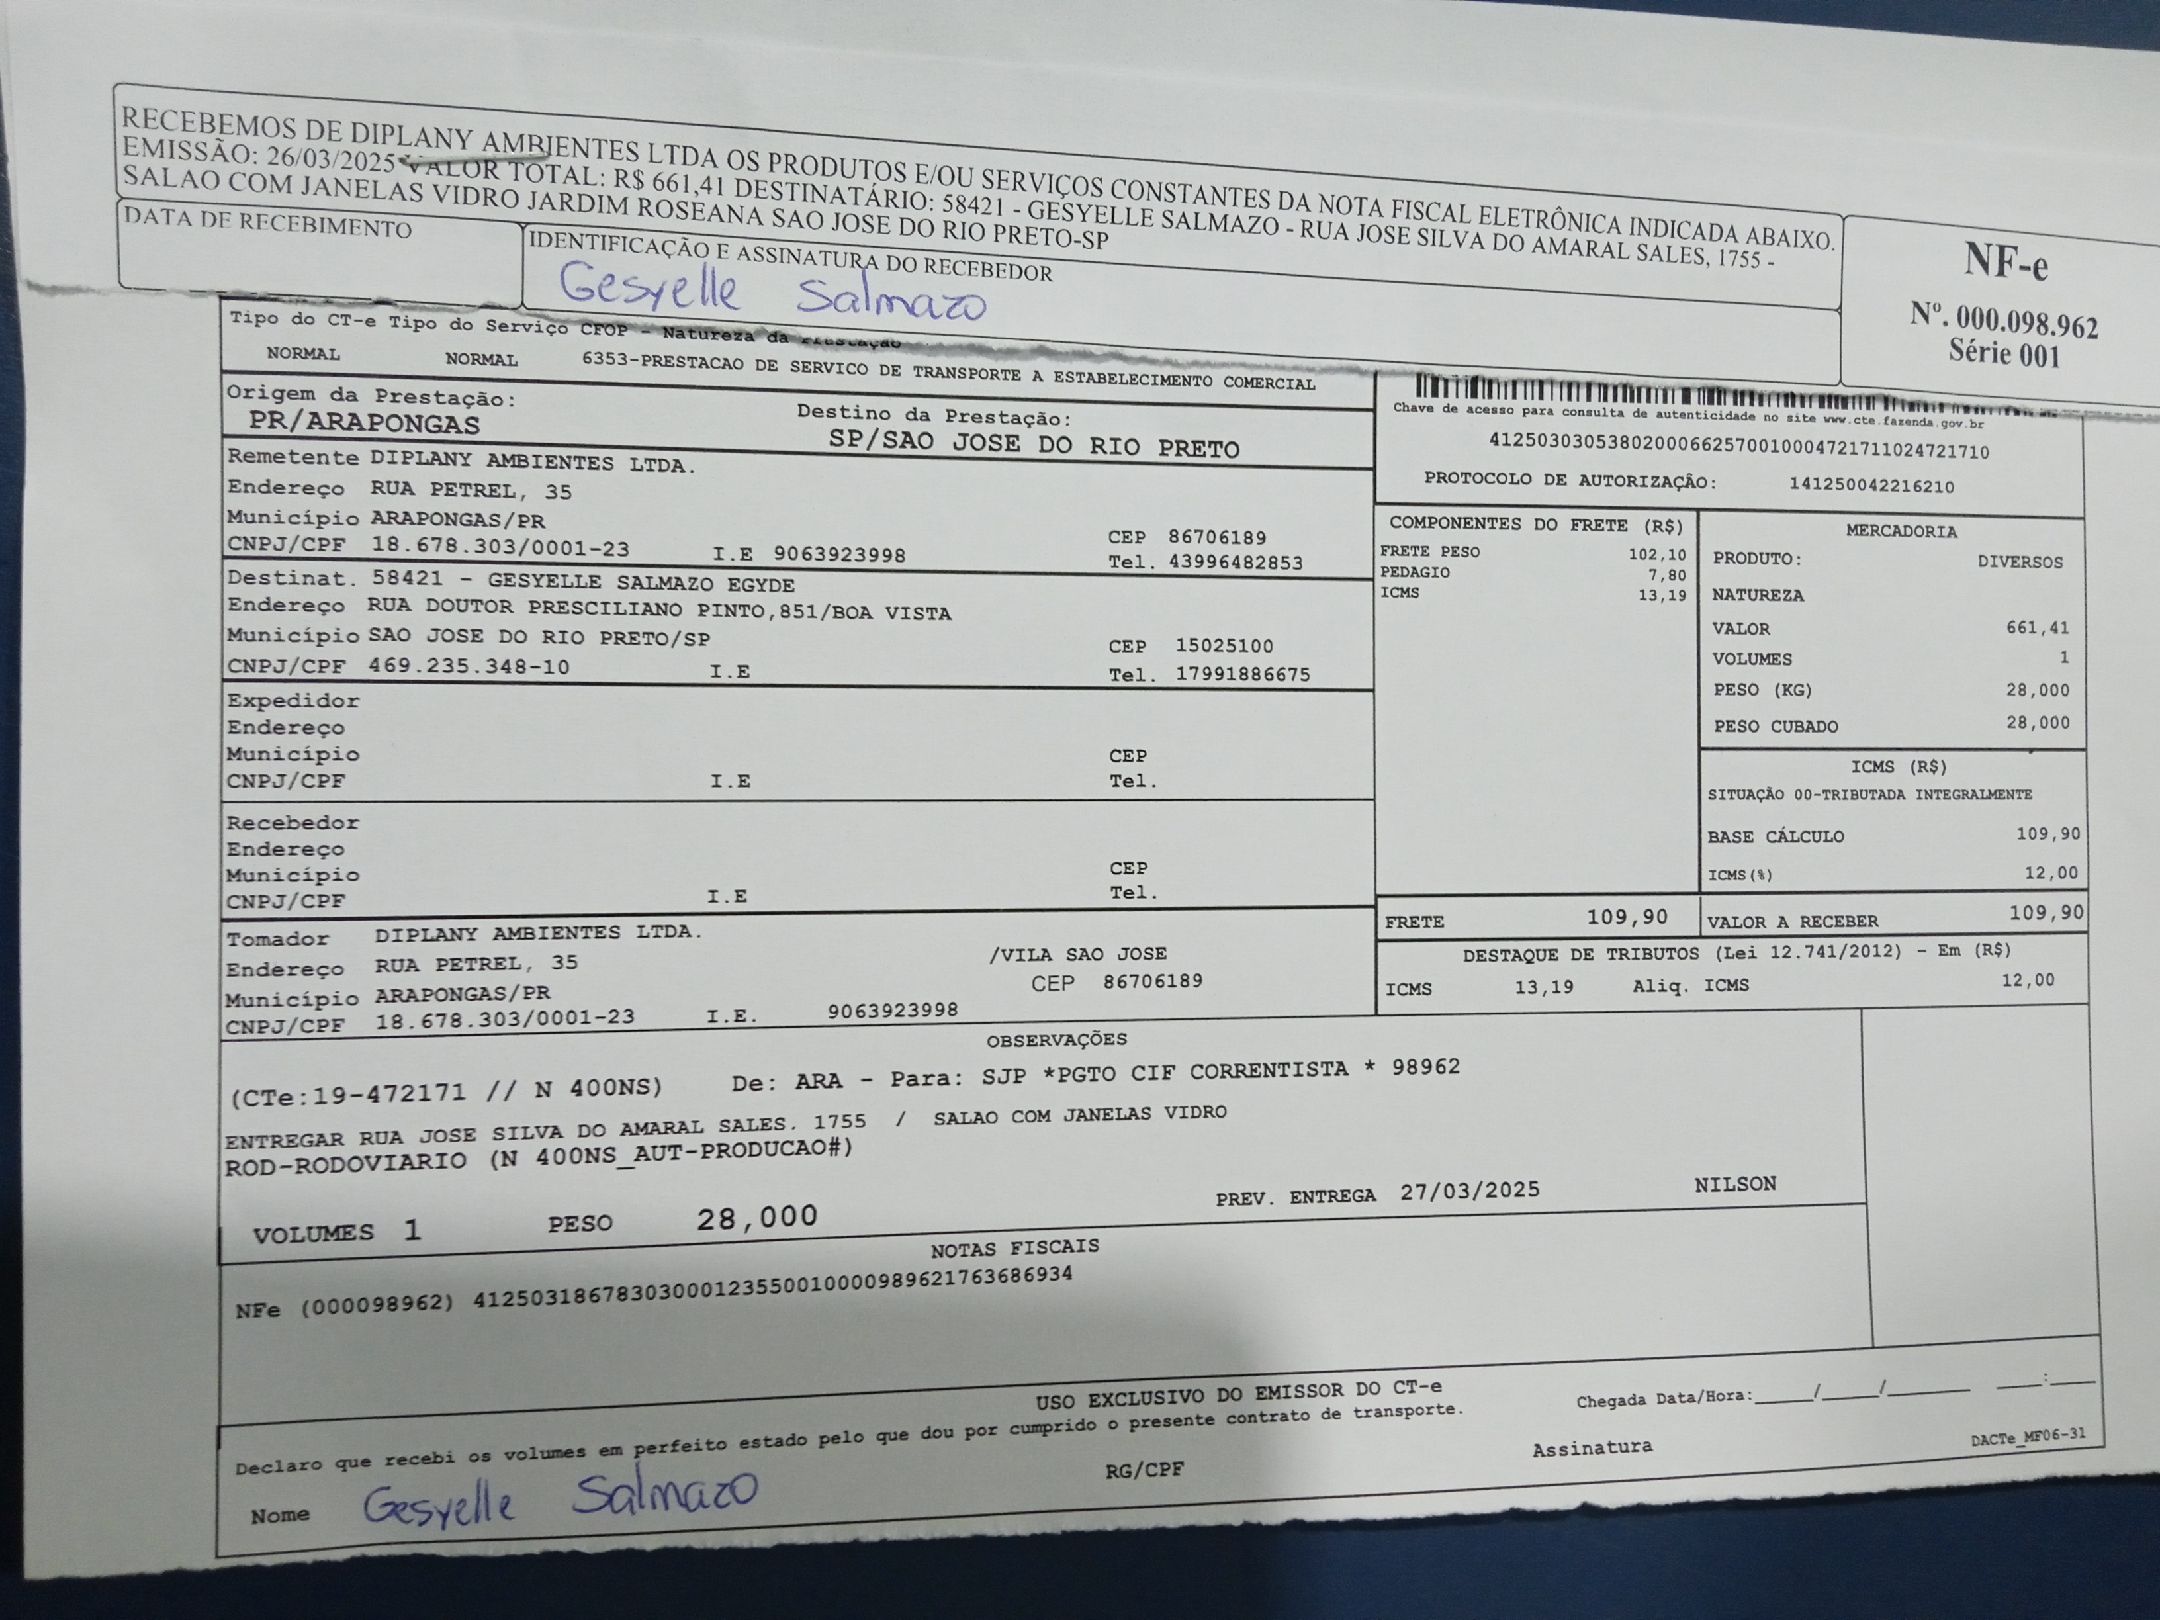 RECEBEMOS DE DIPLANY AMBIENTES LTDA OS PRODUTOS E/OU SERVIÇOS CONSTANTES DA NOTA FISCAL ELETRÔNICA INDICADA ABAIXO.
EMISSÃO: 26/03/2025 VALOR TOTAL: R$ 661,41 DESTINATÁRIO: 58421 - GESYELLE SALMAZO - RUA JOSE SILVA DO AMARAL SALES, 1755 -
SALAO COM JANELAS VIDRO JARDIM ROSEANA SAO JOSE DO RIO PRETO-SP
NF-e
Nº. 000.098.962
Série 001
DATA DE RECEBIMENTO
IDENTIFICAÇÃO E ASSINATURA DO RECEBEDOR
Gesyelle Salmazo
Tipo do CT-e Tipo do Serviço CFOP - Natureza da Prestação
NORMAL NORMAL 6353-PRESTACAO DE SERVICO DE TRANSPORTE A ESTABELECIMENTO COMERCIAL
Origem da Prestação: Destino da Prestação:
PR/ARAPONGAS SP/SAO JOSE DO RIO PRETO
Chave de acesso para consulta de autenticidade no site www.cte.fazenda.gov.br
41250303053802000662570010004721711024721710
PROTOCOLO DE AUTORIZAÇÃO: 141250042216210
Remetente DIPLANY AMBIENTES LTDA.
Endereço RUA PETREL, 35
Município ARAPONGAS/PR CEP 86706189
CNPJ/CPF 18.678.303/0001-23 I.E 9063923998 Tel. 43996482853
Destinat. 58421 - GESYELLE SALMAZO EGYDE
Endereço RUA DOUTOR PRESCILIANO PINTO,851/BOA VISTA
Município SAO JOSE DO RIO PRETO/SP CEP 15025100
CNPJ/CPF 469.235.348-10 I.E Tel. 17991886675
Expedidor
Endereço
Município CEP
CNPJ/CPF I.E Tel.
Recebedor
Endereço
Município CEP
CNPJ/CPF I.E Tel.
Tomador DIPLANY AMBIENTES LTDA.
Endereço RUA PETREL, 35 /VILA SAO JOSE
Município ARAPONGAS/PR CEP 86706189
CNPJ/CPF 18.678.303/0001-23 I.E. 9063923998
COMPONENTES DO FRETE (R$)
FRETE PESO 102,10
PEDAGIO 7,80
ICMS 13,19
MERCADORIA
PRODUTO: DIVERSOS
NATUREZA
VALOR 661,41
VOLUMES 1
PESO (KG) 28,000
PESO CUBADO 28,000
ICMS (R$)
SITUAÇÃO 00-TRIBUTADA INTEGRALMENTE
BASE CÁLCULO 109,90
ICMS(%) 12,00
FRETE 109,90 VALOR A RECEBER 109,90
DESTAQUE DE TRIBUTOS (Lei 12.741/2012) - Em (R$)
ICMS 13,19 Aliq. ICMS 12,00
OBSERVAÇÕES
(CTe:19-472171 // N 400NS) De: ARA - Para: SJP *PGTO CIF CORRENTISTA * 98962
ENTREGAR RUA JOSE SILVA DO AMARAL SALES. 1755 / SALAO COM JANELAS VIDRO
ROD-RODOVIARIO (N 400NS_AUT-PRODUCAO#)
VOLUMES 1 PESO 28,000 PREV. ENTREGA 27/03/2025 NILSON
NOTAS FISCAIS
NFe (000098962) 41250318678303000123550010000989621763686934
USO EXCLUSIVO DO EMISSOR DO CT-e
Declaro que recebi os volumes em perfeito estado pelo que dou por cumprido o presente contrato de transporte.
Chegada Data/Hora:_____/_____/_______ ____:____
Nome Gesyelle Salmazo RG/CPF Assinatura
DACTe_MF06-31